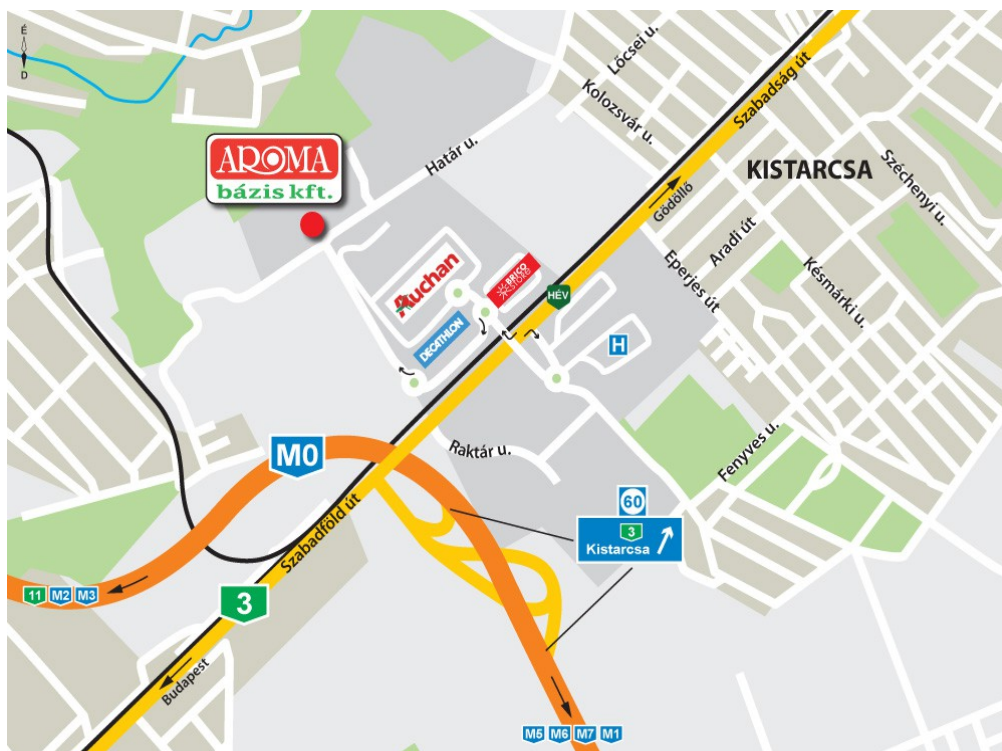 É
D
Lőcsei u.
Kolozsvár u.
Szabadság út
AROMA
bázis kft.
Határ u.
KISTARCSA
Széchenyi u.
Gödöllő
Aradi út
Eperjes út
Késmárki u.
Auchan
BRICO
STORE
HÉV
DECATHLON
H
Raktár u.
Fenyves u.
M0
60
3
Kistarcsa
Szabadföld út
11 M2 M3
3
Budapest
M5 M6 M7 M1